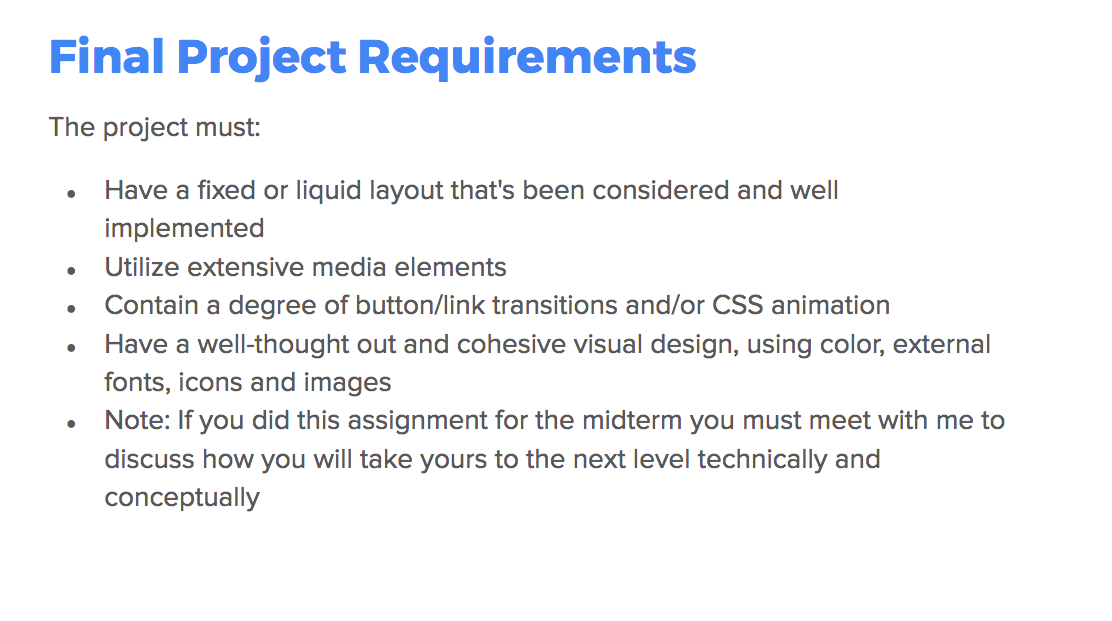 Final Project Requirements
The project must:
• Have a fixed or liquid layout that's been considered and well
implemented
• Utilize extensive media elements
• Contain a degree of button/link transitions and/or CSS animation
• Have a well-thought out and cohesive visual design, using color, external
fonts, icons and images
• Note: If you did this assignment for the midterm you must meet with me to
discuss how you will take yours to the next level technically and
conceptually